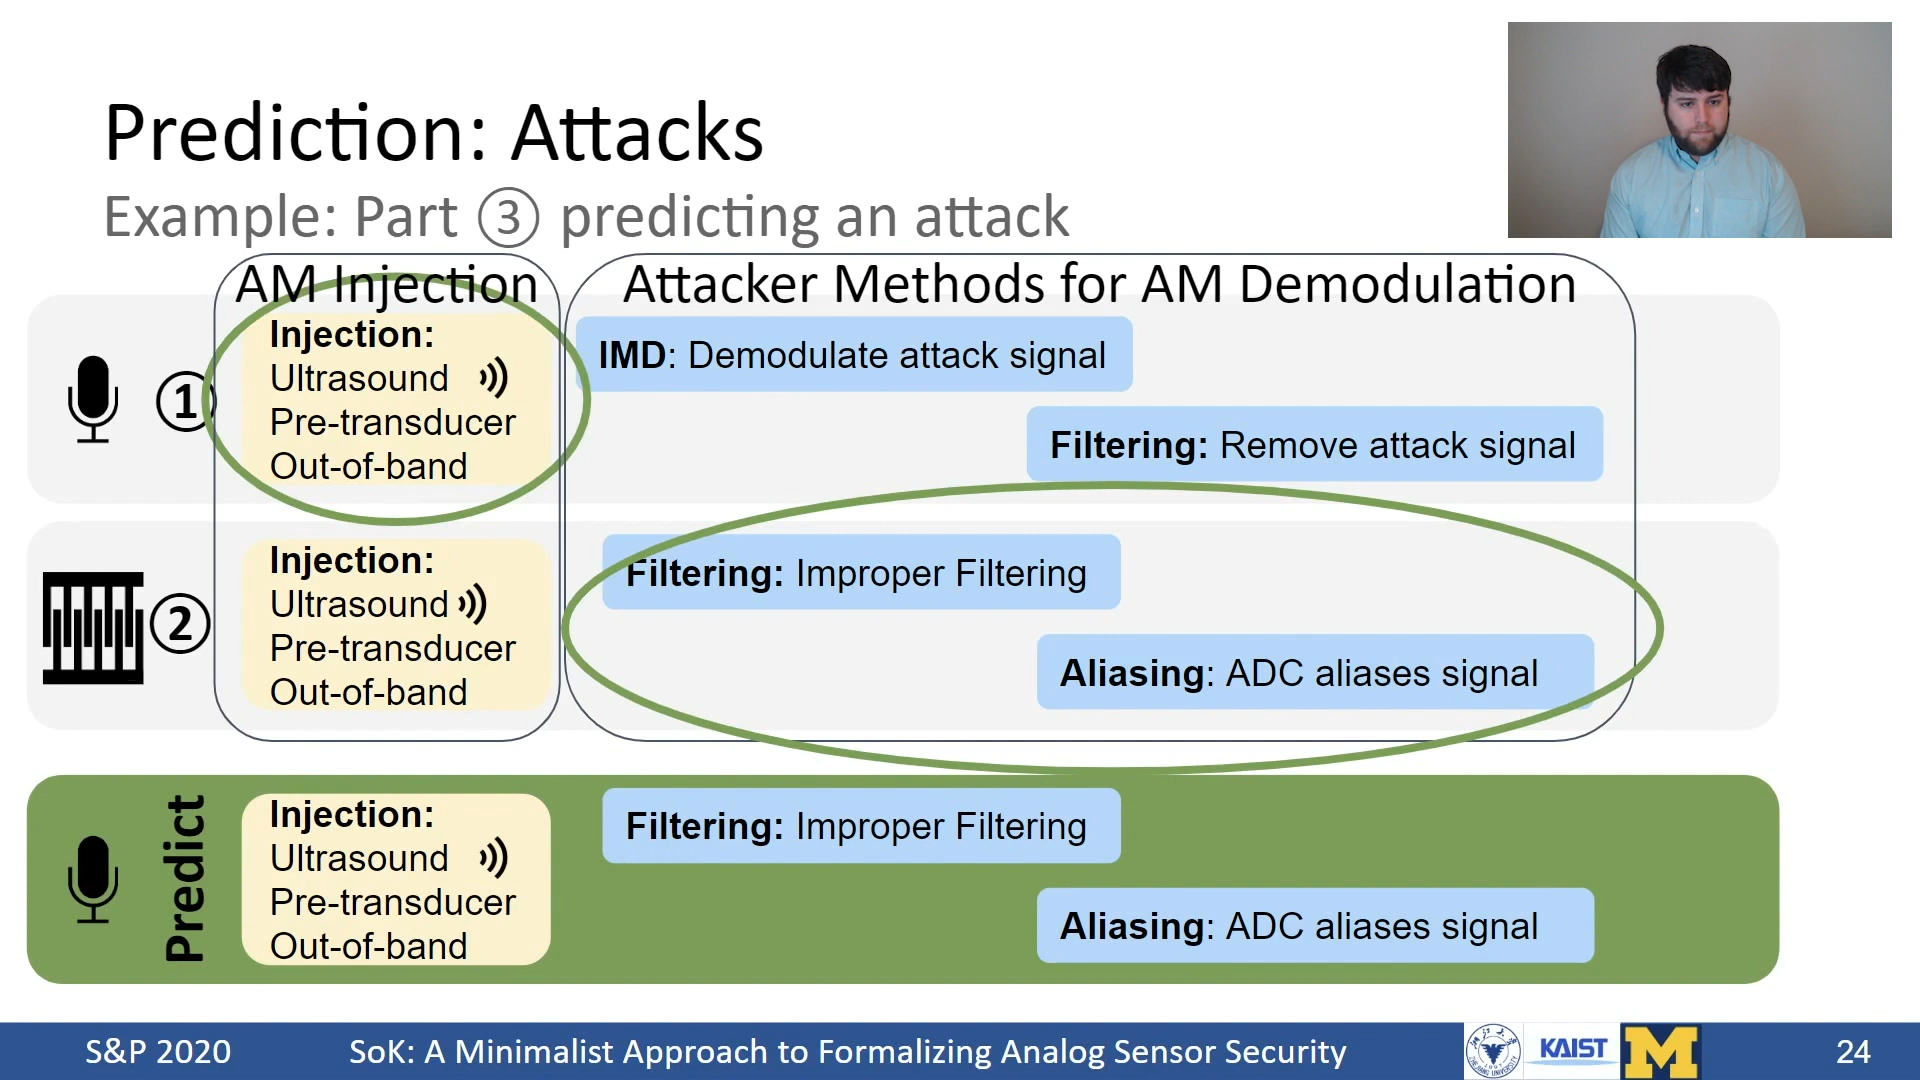 Prediction: Attacks
Example: Part ③ predicting an attack
AM Injection
Attacker Methods for AM Demodulation
①
Injection:
Ultrasound
Pre-transducer
Out-of-band
IMD: Demodulate attack signal
Filtering: Remove attack signal
②
Injection:
Ultrasound
Pre-transducer
Out-of-band
Filtering: Improper Filtering
Aliasing: ADC aliases signal
Predict
Injection:
Ultrasound
Pre-transducer
Out-of-band
Filtering: Improper Filtering
Aliasing: ADC aliases signal
S&P 2020
SoK: A Minimalist Approach to Formalizing Analog Sensor Security
KAIST
M
24